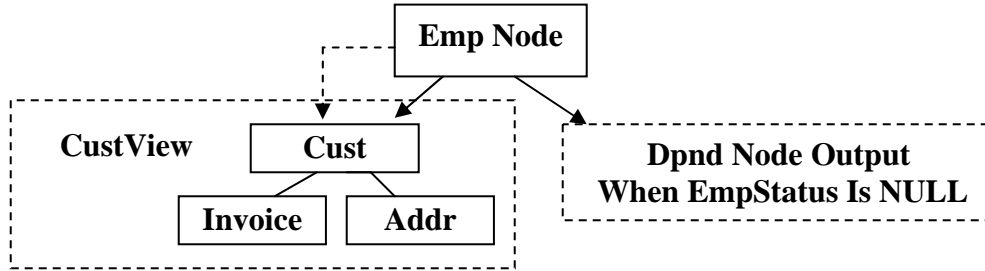 Emp Node
CustView
Cust
Invoice
Addr
Dpnd Node Output
When EmpStatus Is NULL